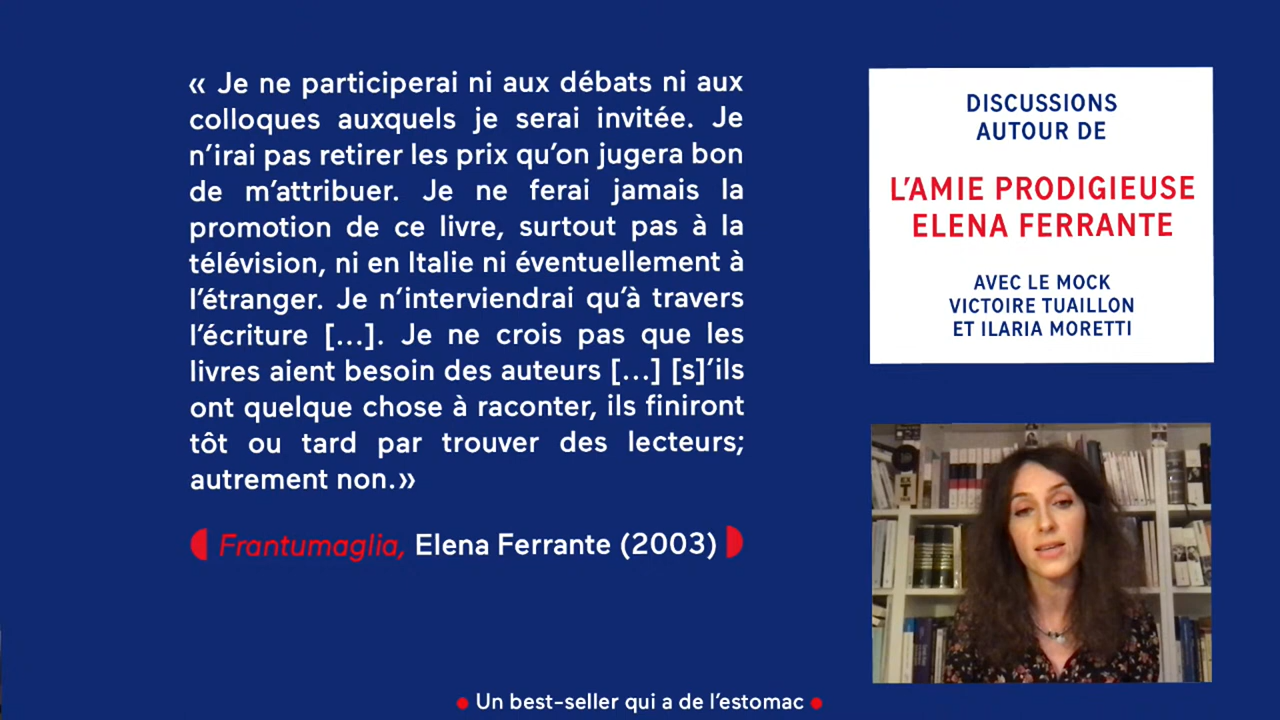 « Je ne participerai ni aux débats ni aux
colloques auxquels je serai invitée. Je
n’irai pas retirer les prix qu’on jugera bon
de m’attribuer. Je ne ferai jamais la
promotion de ce livre, surtout pas à la
télévision, ni en Italie ni éventuellement à
l’étranger. Je n’interviendrai qu’à travers
l’écriture [...]. Je ne crois pas que les
livres aient besoin des auteurs [...] [s]’ils
ont quelque chose à raconter, ils finiront
tôt ou tard par trouver des lecteurs;
autrement non.»
Frantumaglia, Elena Ferrante (2003)
DISCUSSIONS
AUTOUR DE
L’AMIE PRODIGIEUSE
ELENA FERRANTE
AVEC LE MOCK
VICTOIRE TUAILLON
ET ILARIA MORETTI
Un best-seller qui a de l’estomac